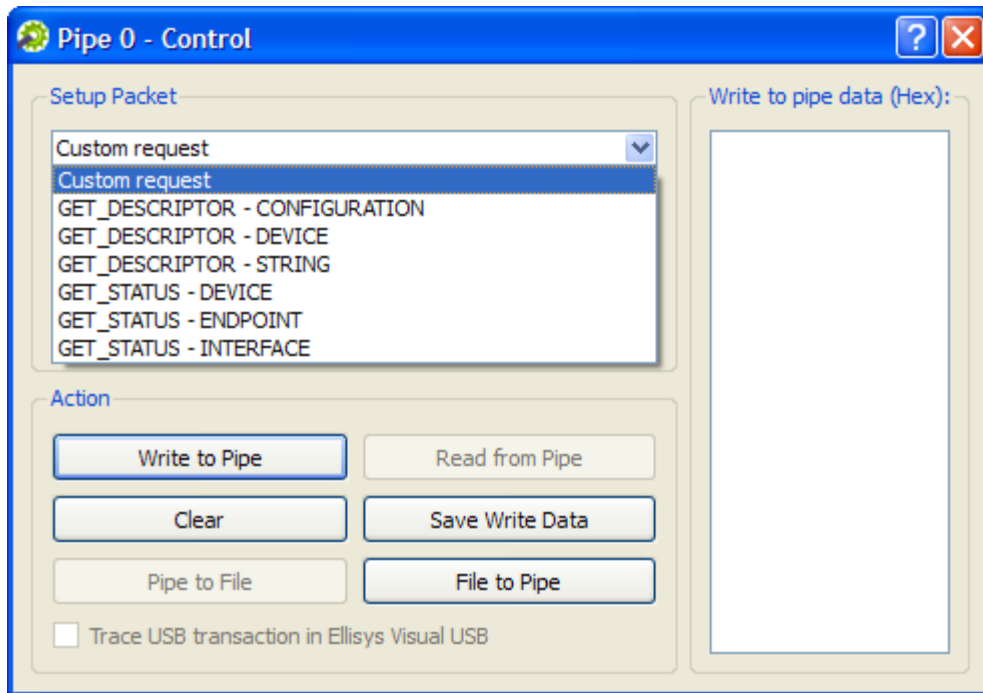 Pipe 0 - Control
Setup Packet
Custom request
Custom request
GET_DESCRIPTOR - CONFIGURATION
GET_DESCRIPTOR - DEVICE
GET_DESCRIPTOR - STRING
GET_STATUS - DEVICE
GET_STATUS - ENDPOINT
GET_STATUS - INTERFACE
Action
Write to Pipe
Read from Pipe
Clear
Save Write Data
Pipe to File
File to Pipe
Trace USB transaction in Ellisys Visual USB
Write to pipe data (Hex):